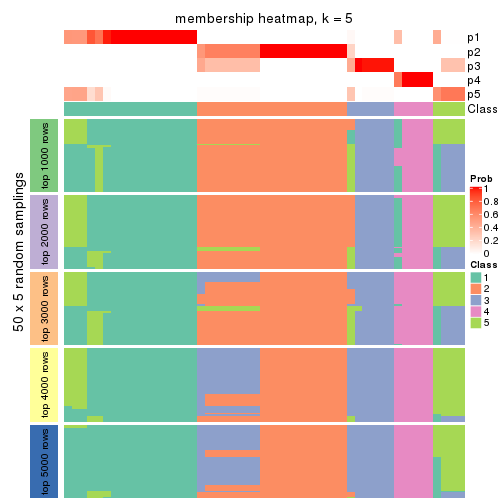 membership heatmap, k = 5
p1
p2
p3
p4
p5
Class
50 x 5 random samplings
top 1000 rows
top 2000 rows
top 3000 rows
top 4000 rows
top 5000 rows
Prob
1
0.8
0.6
0.4
0.2
0
Class
1
2
3
4
5